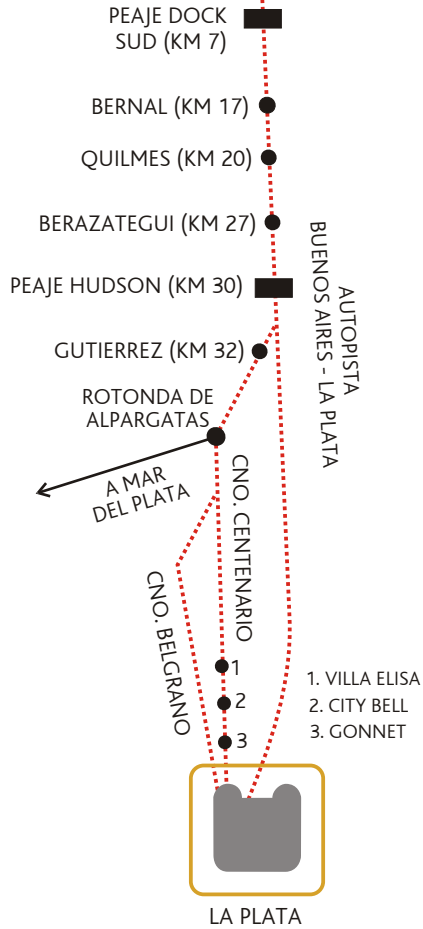 PEAJE DOCK
SUD (KM 7)
BERNAL (KM 17)
QUILMES (KM 20)
BERAZATEGUI (KM 27)
PEAJE HUDSON (KM 30)
AUTOPISTA
BUENOS AIRES - LA PLATA
GUTIERREZ (KM 32)
ROTONDA DE
ALPARGATAS
A MAR
DEL PLATA
CNO. CENTENARIO
CNO. BELGRANO
1
2
3
1. VILLA ELISA
2. CITY BELL
3. GONNET
LA PLATA